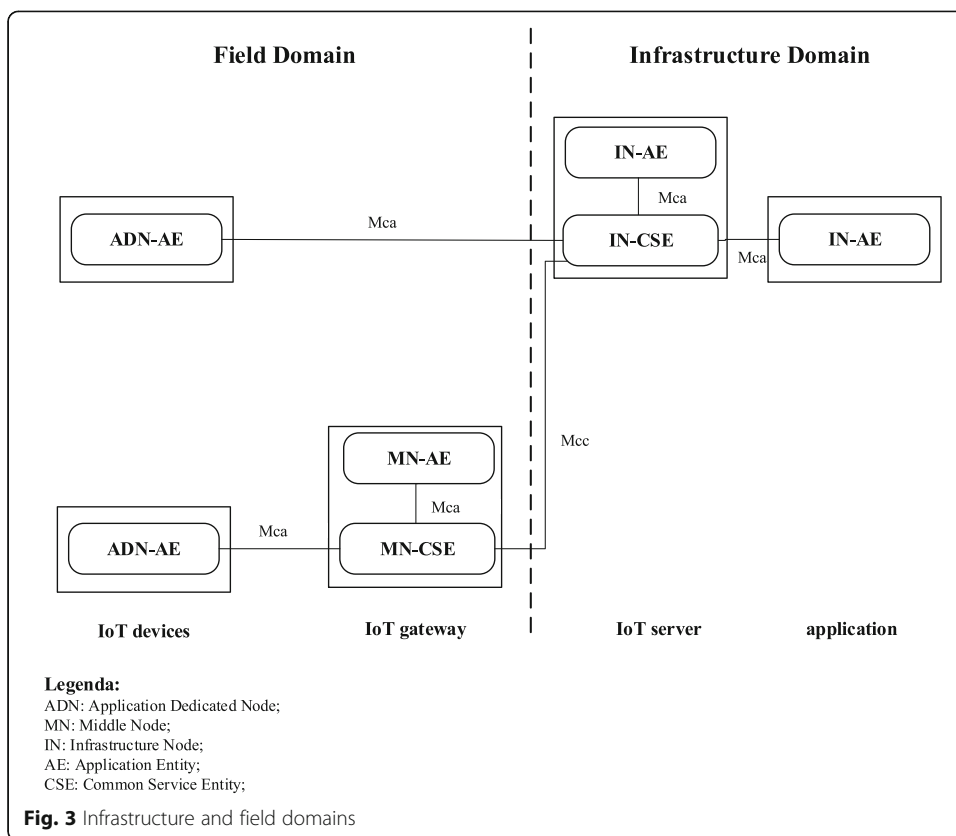 Field Domain
Infrastructure Domain
IN-AE
Mca
ADN-AE
Mca
IN-CSE
Mca
IN-AE
Mcc
MN-AE
Mca
ADN-AE
Mca
MN-CSE
IoT devices
IoT gateway
IoT server
application
Legenda:
ADN: Application Dedicated Node;
MN: Middle Node;
IN: Infrastructure Node;
AE: Application Entity;
CSE: Common Service Entity;
Fig. 3 Infrastructure and field domains